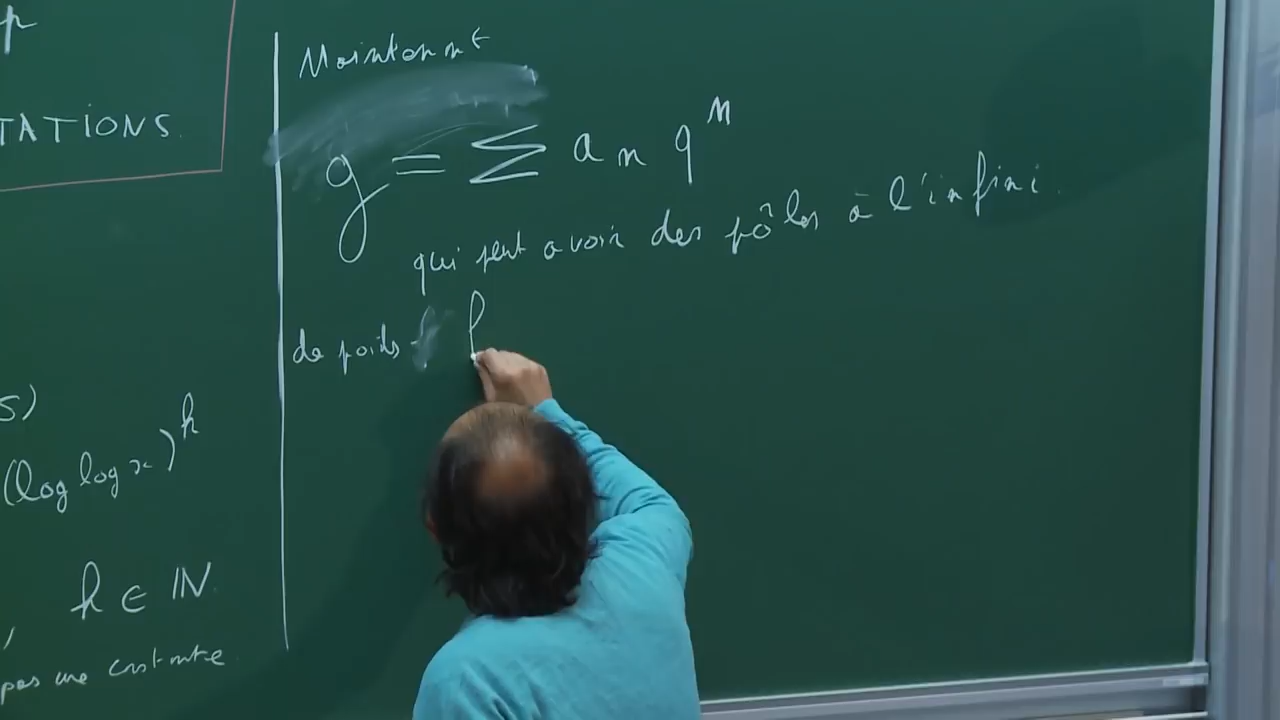 p
TATIONS.
S)
(log log x)^k
k ∈ IN
pas une constante
Maintenant
g = ∑ a n q^n
qui peut avoir des pôles à l'infini.
de poids